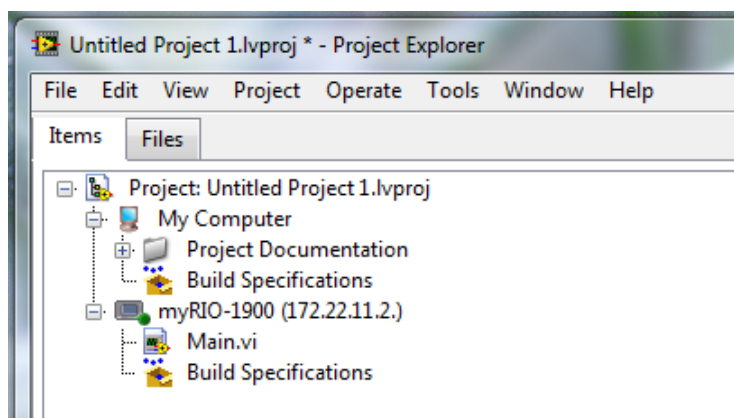 Untitled Project 1.lvproj * - Project Explorer
File Edit View Project Operate Tools Window Help
Items Files
Project: Untitled Project 1.lvproj
My Computer
Project Documentation
Build Specifications
myRIO-1900 (172.22.11.2.)
Main.vi
Build Specifications